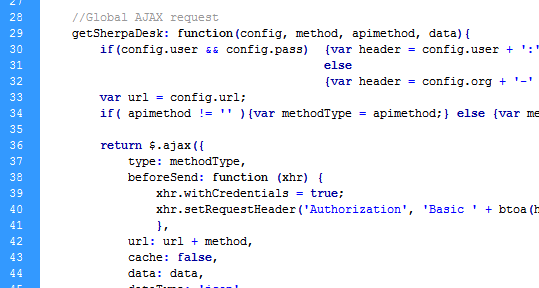 27
28 //Global AJAX request
29 getSherpaDesk: function(config, method, apimethod, data){
30 if(config.user && config.pass) {var header = config.user + ':'
31 else
32 {var header = config.org + '-'
33 var url = config.url;
34 if( apimethod != '' ){var methodType = apimethod;} else {var me
35
36 return $.ajax({
37 type: methodType,
38 beforeSend: function (xhr) {
39 xhr.withCredentials = true;
40 xhr.setRequestHeader('Authorization', 'Basic ' + btoa(h
41 },
42 url: url + method,
43 cache: false,
44 data: data,
45 dataType: 'json'